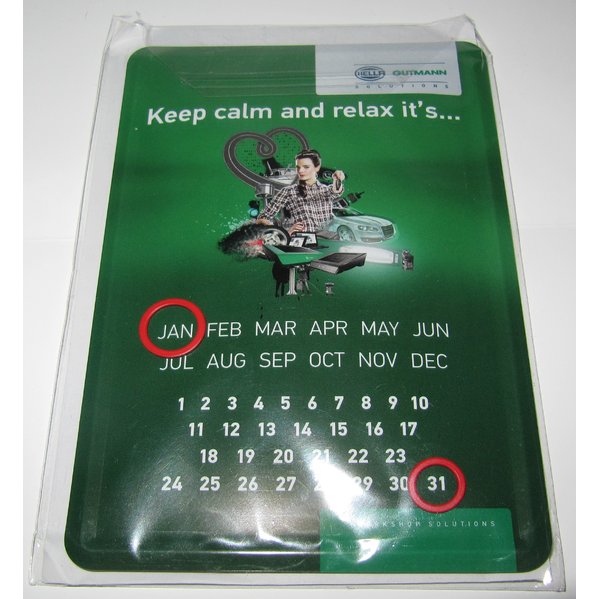 HELLA GUTMANN
SOLUTIONS
Keep calm and relax it's...
JAN FEB MAR APR MAY JUN
JUL AUG SEP OCT NOV DEC
1 2 3 4 5 6 7 8 9 10
11 12 13 14 15 16 17
18 19 20 21 22 23
24 25 26 27 29 30 31
SOLUTIONS